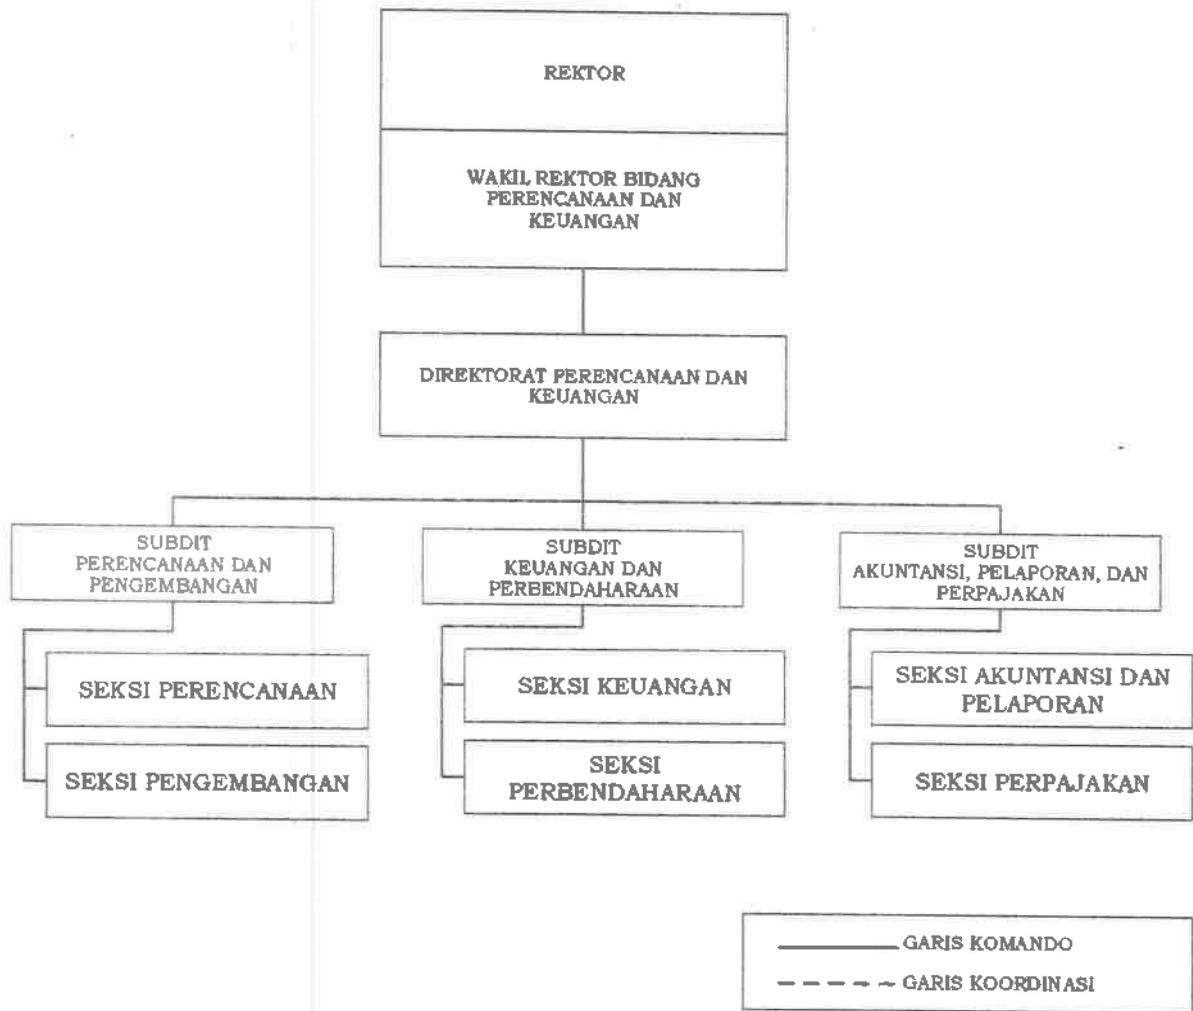 REKTOR
WAKIL REKTOR BIDANG
PERENCANAAN DAN
KEUANGAN
DIREKTORAT PERENCANAAN DAN
KEUANGAN
SUBDIT
PERENCANAAN DAN
PENGEMBANGAN
SUBDIT
KEUANGAN DAN
PERBENDAHARAAN
SUBDIT
AKUNTANSI, PELAPORAN, DAN
PERPAJAKAN
SEKSI PERENCANAAN
SEKSI KEUANGAN
SEKSI AKUNTANSI DAN
PELAPORAN
SEKSI PENGEMBANGAN
SEKSI
PERBENDAHARAAN
SEKSI PERPAJAKAN
GARIS KOMANDO
GARIS KOORDINASI